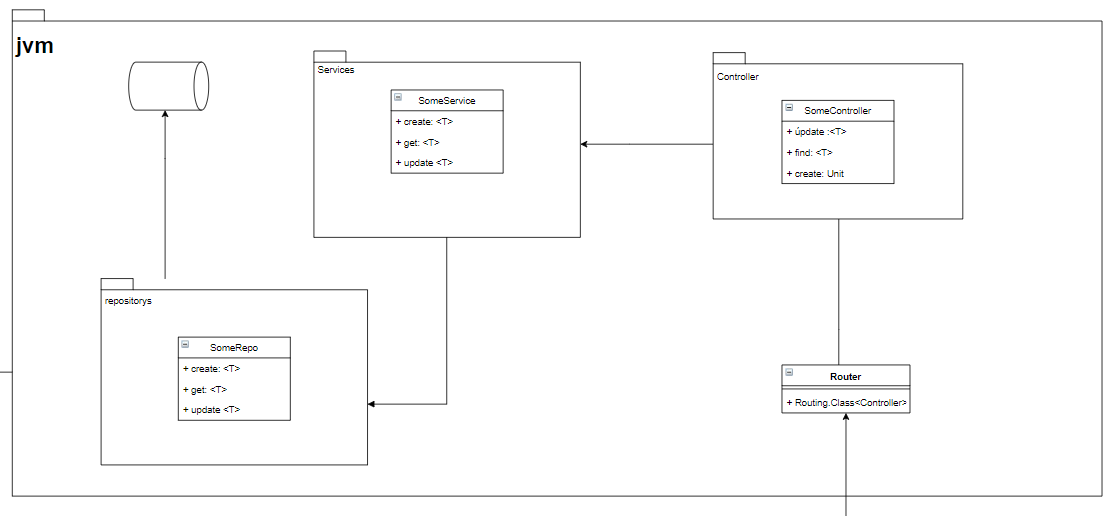 jvm
Services
SomeService
+ create: <T>
+ get: <T>
+ update <T>
Controller
SomeController
+ úpdate :<T>
+ find: <T>
+ create: Unit
repositorys
SomeRepo
+ create: <T>
+ get: <T>
+ update <T>
Router
+ Routing.Class<Controller>